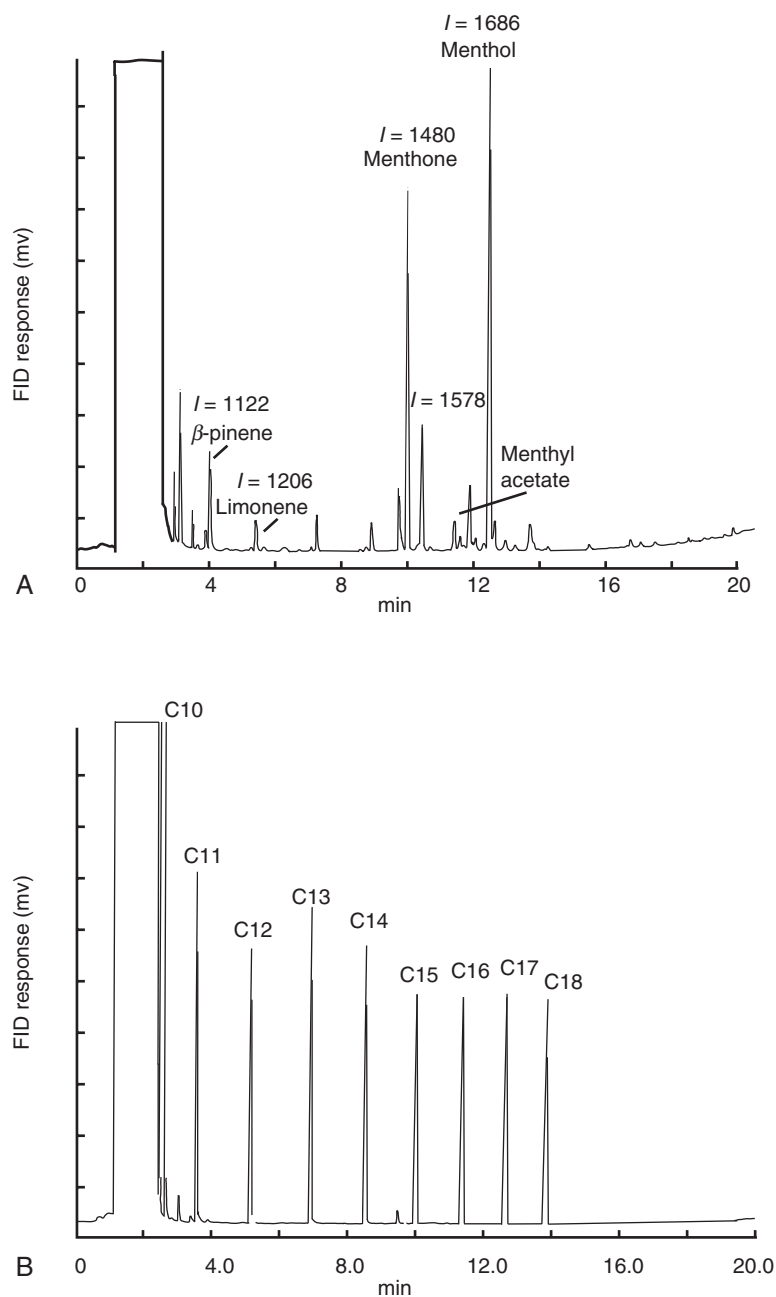 I = 1686
Menthol
I = 1480
Menthone
I = 1122
β-pinene
I = 1578
I = 1206
Limonene
Menthyl
acetate
FID response (mv)
A
0 4 8 12 16 20
min
C10
C11
C12
C13
C14
C15
C16
C17
C18
FID response (mv)
B
0 4.0 8.0 12.0 16.0 20.0
min